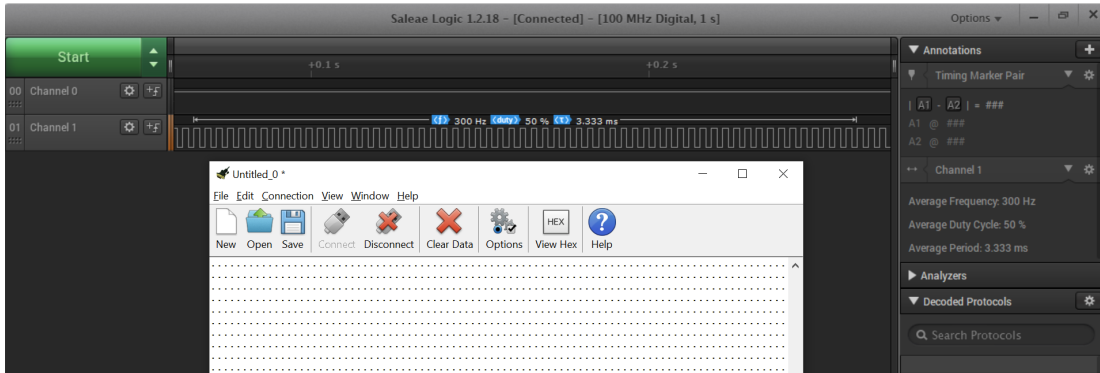 Saleae Logic 1.2.18 - [Connected] - [100 MHz Digital, 1 s]
Options
Start
+0.1 s
+0.2 s
00 Channel 0
01 Channel 1
(f) 300 Hz (duty) 50 % (T) 3.333 ms
Annotations
Timing Marker Pair
| A1 - A2 | = ###
A1 @ ###
A2 @ ###
Channel 1
Average Frequency: 300 Hz
Average Duty Cycle: 50 %
Average Period: 3.333 ms
Analyzers
Decoded Protocols
Search Protocols
Untitled_0 *
File Edit Connection View Window Help
HEX
New Open Save Connect Disconnect Clear Data Options View Hex Help